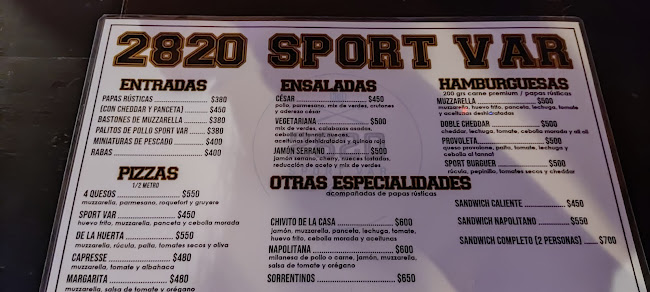 2820 SPORT VAR
ENTRADAS
PAPAS RÚSTICAS ........ $380
(CON CHEDDAR Y PANCETA) ........ $450
BASTONES DE MUZZARELLA ........ $380
PALITOS DE POLLO SPORT VAR ........ $380
MINIATURAS DE PESCADO ........ $400
RABAS ........ $400
PIZZAS
1/2 METRO
4 QUESOS ........ $550
muzzarella, parmesano, roquefort y gruyere
SPORT VAR ........ $450
huevo frito, muzzarella, panceta y cebolla morada
DE LA HUERTA ........ $550
muzzarella, rúcula, palta, tomates secos y oliva
CAPRESSE ........ $480
muzzarella, tomate y albahaca
MARGARITA ........ $480
muzzarella, salsa de tomate y orégano
ENSALADAS
CÉSAR ........ $450
pollo, parmesano, mix de verdes, crutones
y aderezo césar
VEGETARIANA ........ $500
mix de verdes, calabazas asadas,
cebolla al tannat, nueces,
aceitunas deshidratadas y quinoa roja
JAMÓN SERRANO ........ $500
jamón serrano, cherry, nueces tostadas,
reducción de aceto y mix de verdes
HAMBURGUESAS
200 grs carne premium / papas rústicas
MUZZARELLA ........ $500
muzzarella, huevo frito, panceta, lechuga, tomate
y aceitunas deshidratadas
DOBLE CHEDDAR ........ $500
cheddar, lechuga, tomate, cebolla morada y ali oli
PROVOLETA ........ $500
queso provolone, palta, tomate, lechuga y
cebolla al tannat
SPORT BURGUER ........ $500
rúcula, pepinillo, tomates secos y cheddar
OTRAS ESPECIALIDADES
acompañadas de papas rústicas
CHIVITO DE LA CASA ........ $600
jamón, muzzarella, panceta, lechuga, tomate,
huevo frito, cebolla morada y aceitunas
NAPOLITANA ........ $600
milanesa de pollo o carne, jamón, muzzarella,
salsa de tomate y orégano
SORRENTINOS ........ $650
SANDWICH CALIENTE ........ $450
SANDWICH NAPOLITANO ........ $550
SANDWICH COMPLETO (2 PERSONAS) ........ $700